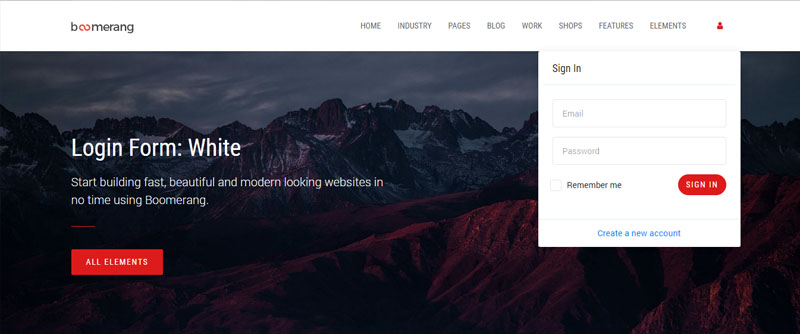 boomerang
HOME INDUSTRY PAGES BLOG WORK SHOPS FEATURES ELEMENTS
Sign In
Email
Password
Remember me
SIGN IN
Create a new account
Login Form: White
Start building fast, beautiful and modern looking websites in
no time using Boomerang.
ALL ELEMENTS